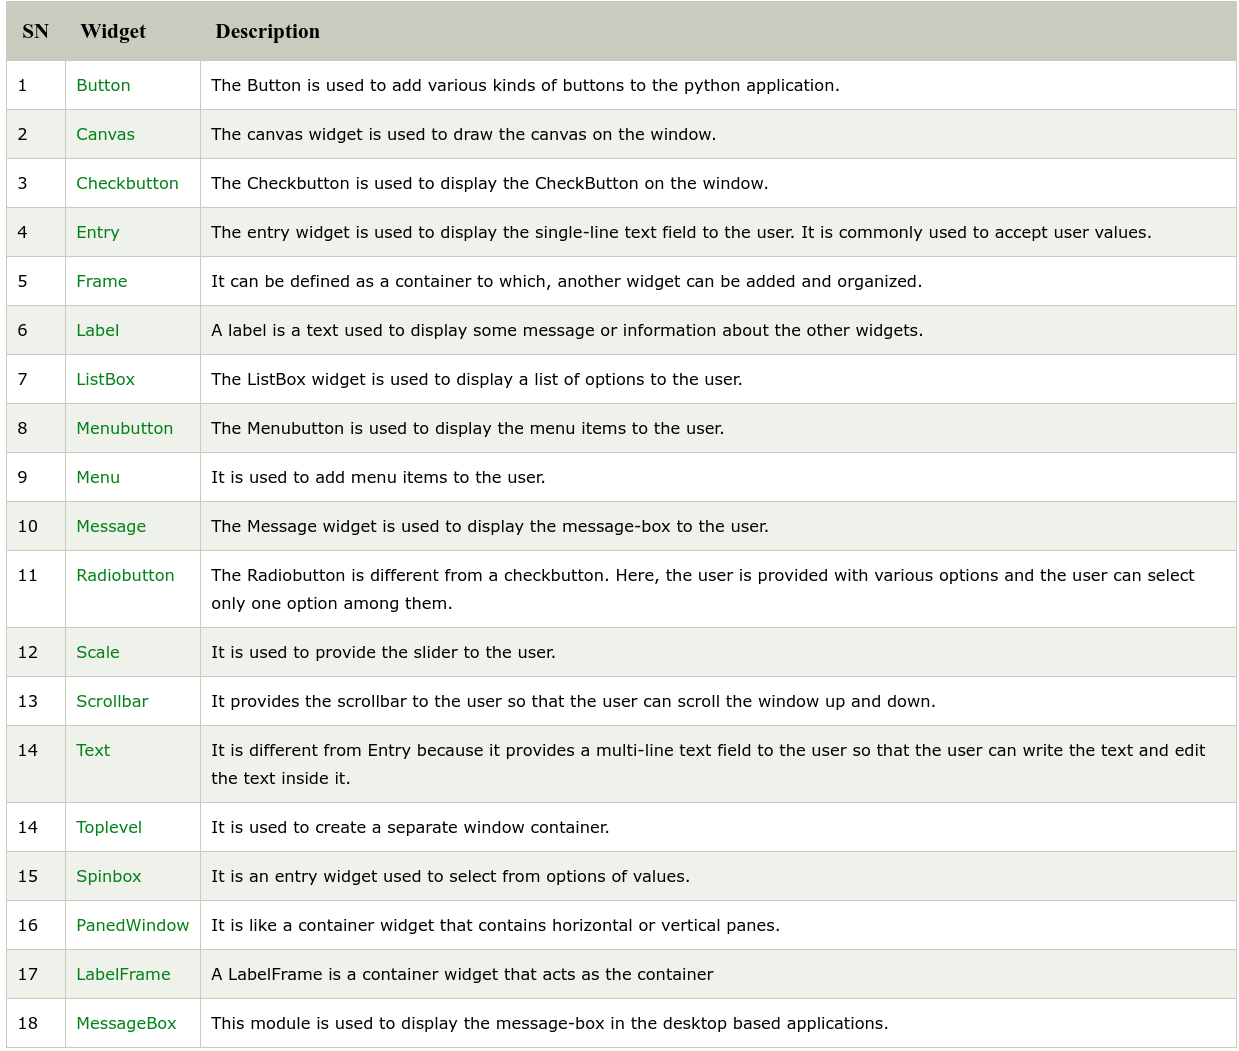 SN Widget Description
1 Button The Button is used to add various kinds of buttons to the python application.
2 Canvas The canvas widget is used to draw the canvas on the window.
3 Checkbutton The Checkbutton is used to display the CheckButton on the window.
4 Entry The entry widget is used to display the single-line text field to the user. It is commonly used to accept user values.
5 Frame It can be defined as a container to which, another widget can be added and organized.
6 Label A label is a text used to display some message or information about the other widgets.
7 ListBox The ListBox widget is used to display a list of options to the user.
8 Menubutton The Menubutton is used to display the menu items to the user.
9 Menu It is used to add menu items to the user.
10 Message The Message widget is used to display the message-box to the user.
11 Radiobutton The Radiobutton is different from a checkbutton. Here, the user is provided with various options and the user can select
only one option among them.
12 Scale It is used to provide the slider to the user.
13 Scrollbar It provides the scrollbar to the user so that the user can scroll the window up and down.
14 Text It is different from Entry because it provides a multi-line text field to the user so that the user can write the text and edit
the text inside it.
14 Toplevel It is used to create a separate window container.
15 Spinbox It is an entry widget used to select from options of values.
16 PanedWindow It is like a container widget that contains horizontal or vertical panes.
17 LabelFrame A LabelFrame is a container widget that acts as the container
18 MessageBox This module is used to display the message-box in the desktop based applications.